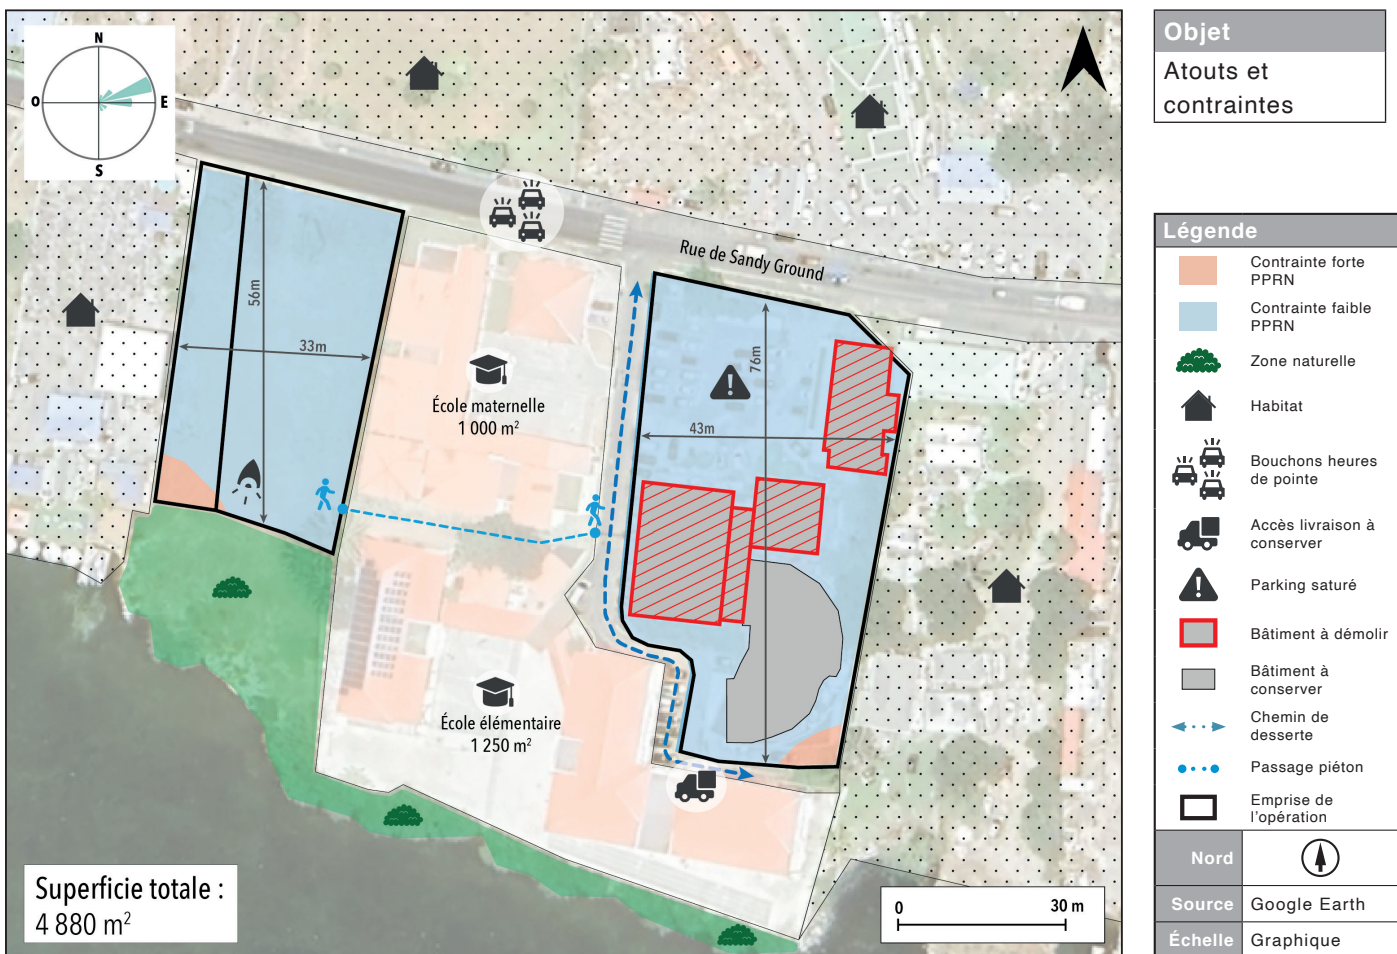 N
O
E
S
Rue de Sandy Ground
56m
33m
76m
43m
École maternelle
1 000 m²
École élémentaire
1 250 m²
Superficie totale :
4 880 m²
0
30 m
Objet
Atouts et
contraintes
Légende
Contrainte forte
PPRN
Contrainte faible
PPRN
Zone naturelle
Habitat
Bouchons heures
de pointe
Accès livraison à
conserver
Parking saturé
Bâtiment à démolir
Bâtiment à
conserver
Chemin de
desserte
Passage piéton
Emprise de
l'opération
Nord
Source Google Earth
Échelle Graphique